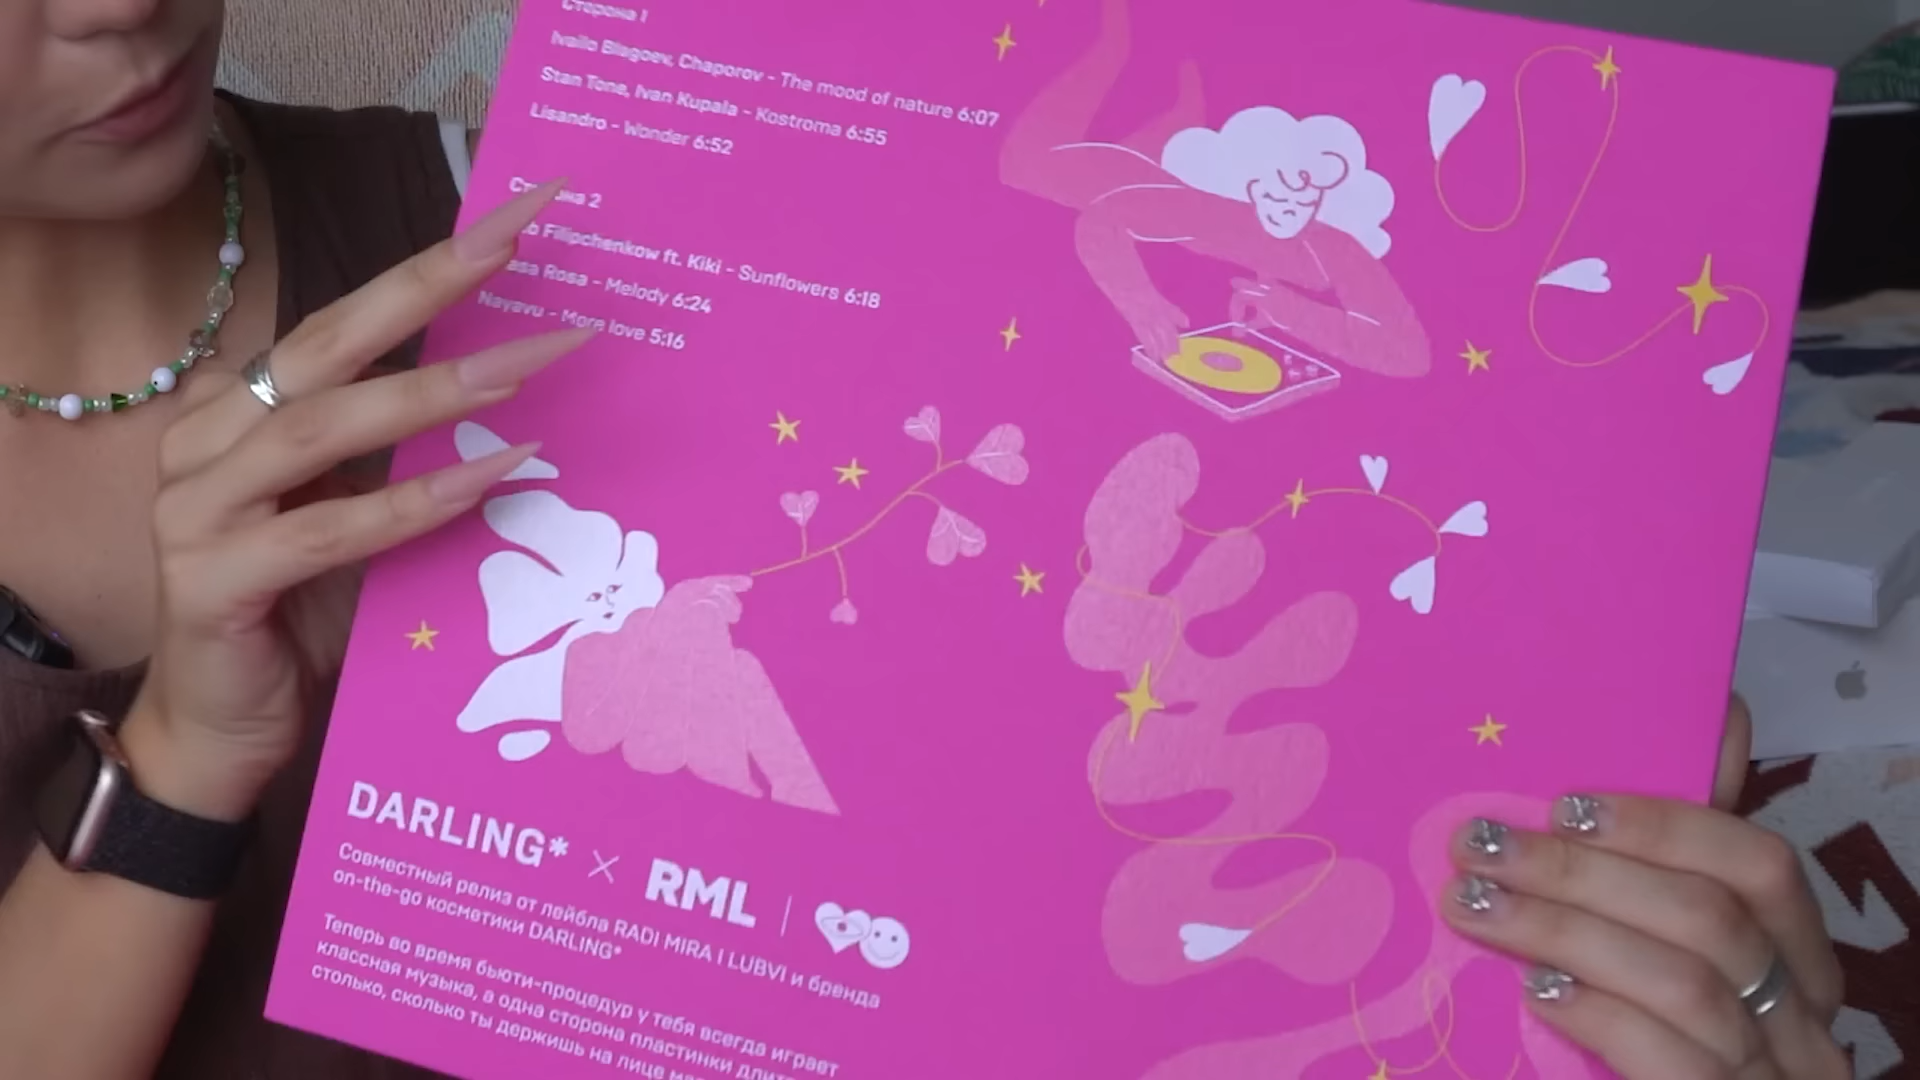 Сторона 1
Ivailo Blagoev, Chaporov - The mood of nature 6:07
Stan Tone, Ivan Kupala - Kostroma 6:55
Lisandro - Wonder 6:52
2
Filipchenkow ft. Kiki - Sunflowers 6:18
Rosa - Melody 6:24
Nayavu - More love 5:16
DARLING* × RML
Совместный релиз от лейбла RADI MIRA I LUBVI и бренда
on-the-go косметики DARLING*
Теперь во время бьюти-процедур у тебя всегда играет
классная музыка, а одна сторона пластинки
столько, сколько ты держишь на лице